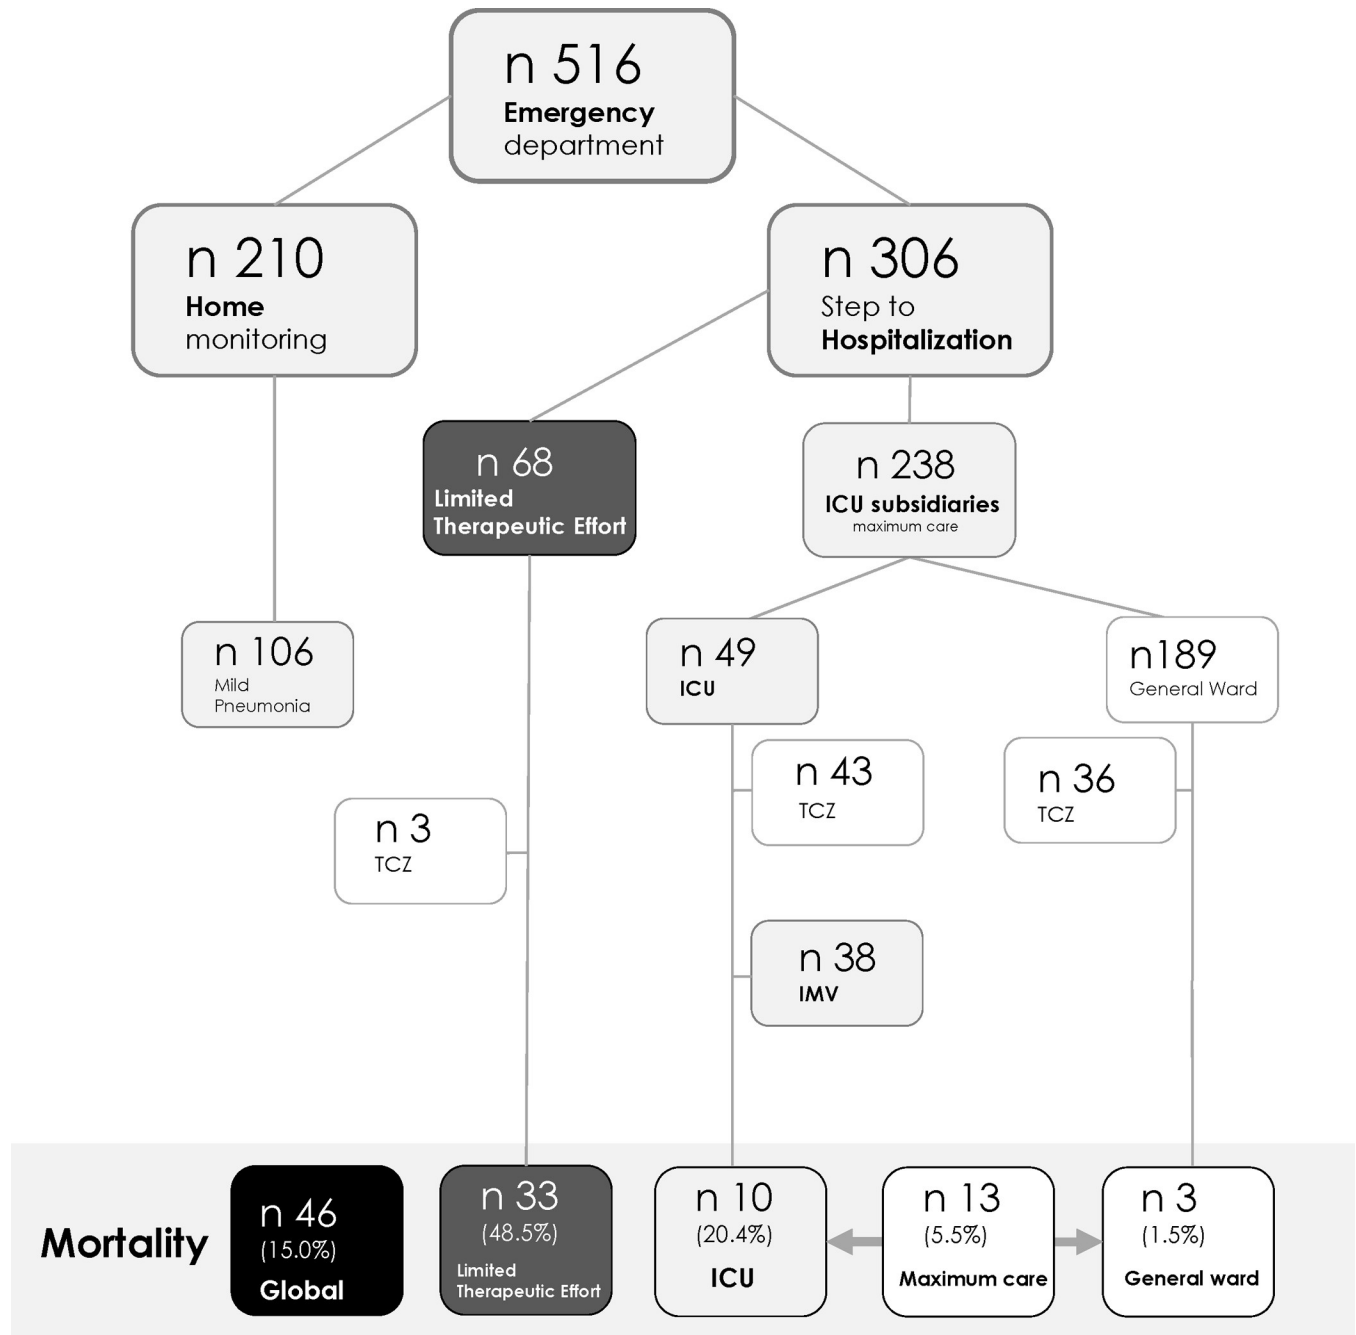 n 516
Emergency
department
n 210
Home
monitoring
n 306
Step to
Hospitalization
n 68
Limited
Therapeutic Effort
n 238
ICU subsidiaries
maximum care
n 106
Mild
Pneumonia
n 49
ICU
n189
General Ward
n 43
TCZ
n 36
TCZ
n 3
TCZ
n 38
IMV
Mortality
n 46
(15.0%)
Global
n 33
(48.5%)
Limited
Therapeutic Effort
n 10
(20.4%)
ICU
n 13
(5.5%)
Maximum care
n 3
(1.5%)
General ward